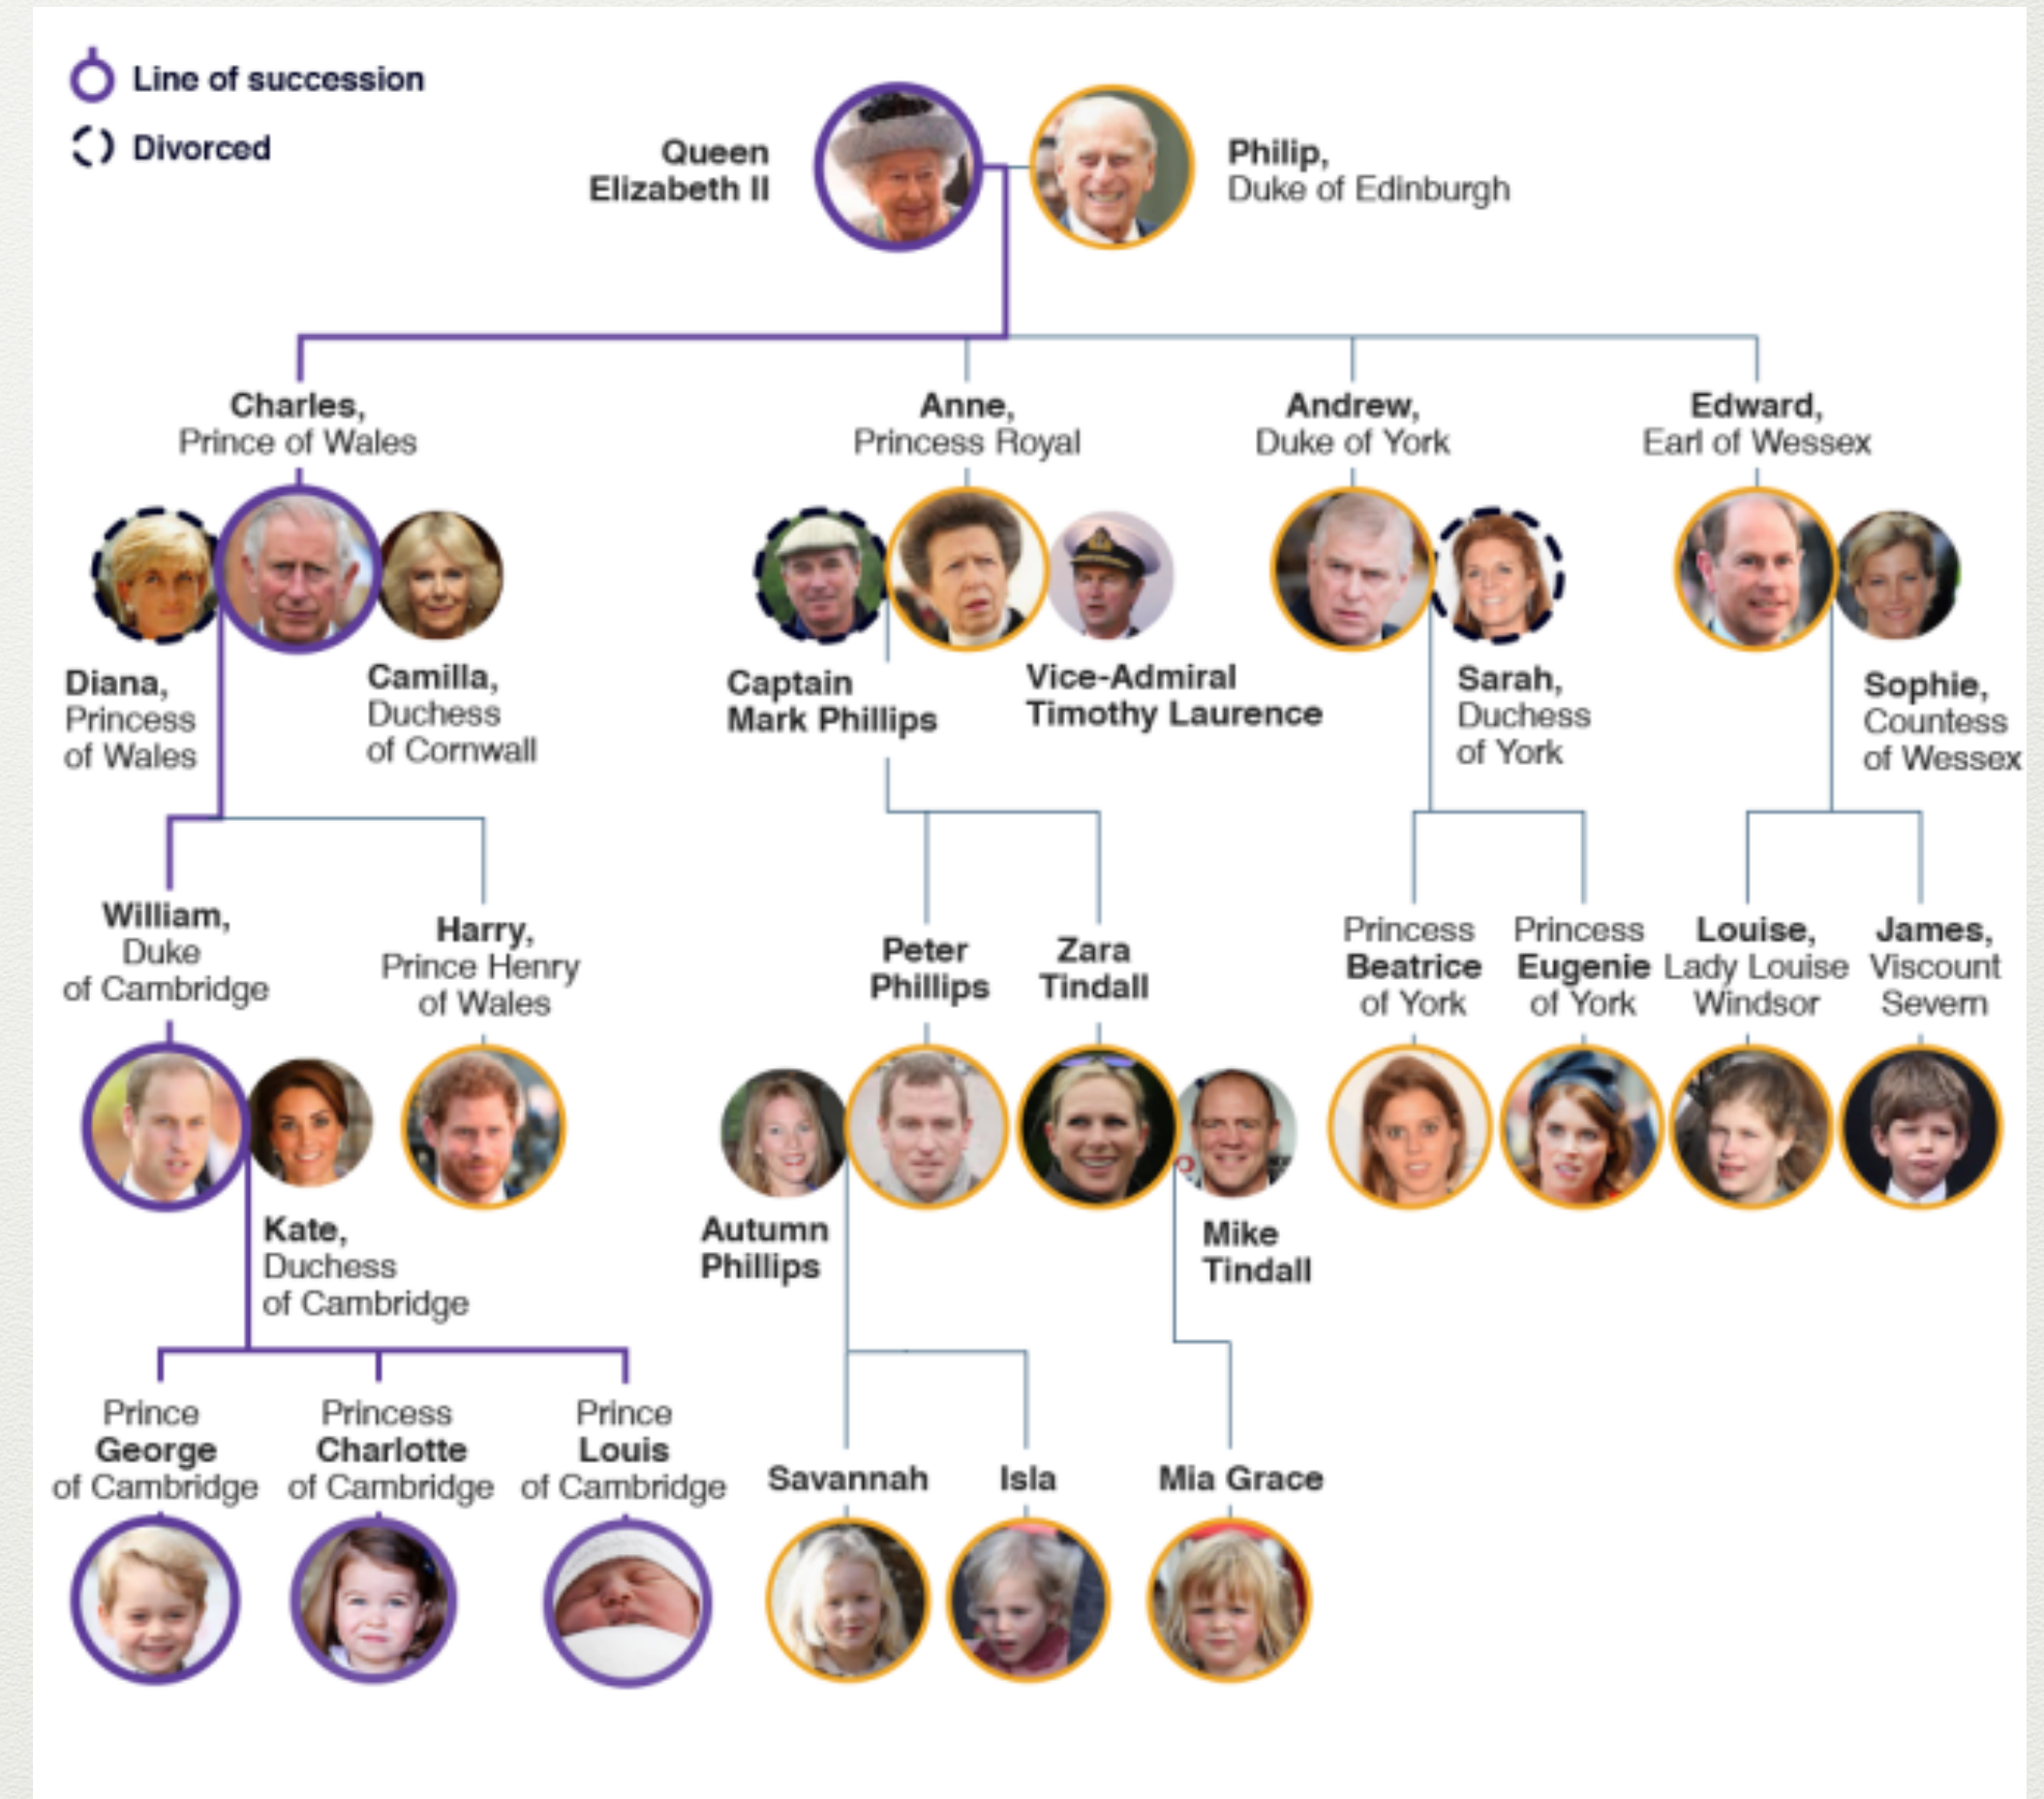 Line of succession
Divorced
Queen
Elizabeth II
Philip,
Duke of Edinburgh
Charles,
Prince of Wales
Anne,
Princess Royal
Andrew,
Duke of York
Edward,
Earl of Wessex
Diana,
Princess
of Wales
Camilla,
Duchess
of Cornwall
Captain
Mark Phillips
Vice-Admiral
Timothy Laurence
Sarah,
Duchess
of York
Sophie,
Countess
of Wessex
William,
Duke
of Cambridge
Harry,
Prince Henry
of Wales
Peter
Phillips
Zara
Tindall
Princess
Beatrice
of York
Princess
Eugenie
of York
Louise,
Lady Louise
Windsor
James,
Viscount
Severn
Kate,
Duchess
of Cambridge
Autumn
Phillips
Mike
Tindall
Prince
George
of Cambridge
Princess
Charlotte
of Cambridge
Prince
Louis
of Cambridge
Savannah
Isla
Mia Grace